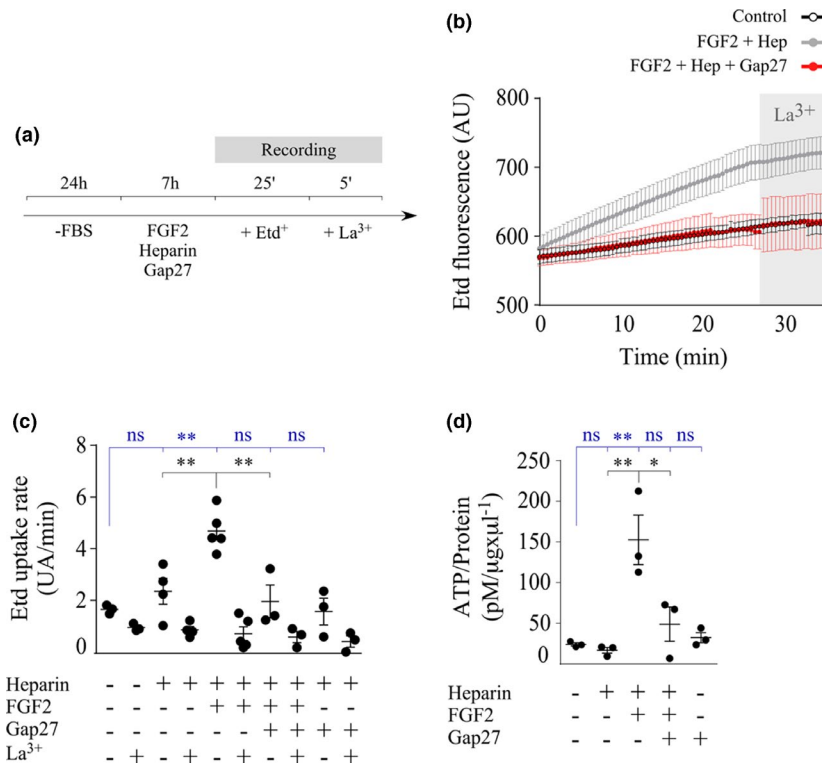 (a)
Recording
24h 7h 25' 5'
-FBS FGF2 + Etd⁺ + La³⁺
Heparin
Gap27
(b)
Control
FGF2 + Hep
FGF2 + Hep + Gap27
La³⁺
800
700
600
500
Etd fluorescence (AU)
0 10 20 30
Time (min)
(c)
ns ** ns ns
** **
8
6
4
2
0
Etd uptake rate
(UA/min)
Heparin - - + + + + + + + +
FGF2 - - - - + + + + - -
Gap27 - - - - - - + + + +
La³⁺ - + - + - + - + - +
(d)
ns ** ns ns
** *
250
200
150
100
50
0
ATP/Protein
(pM/µgxµl⁻¹)
Heparin - + + + -
FGF2 - - + + -
Gap27 - - - + +